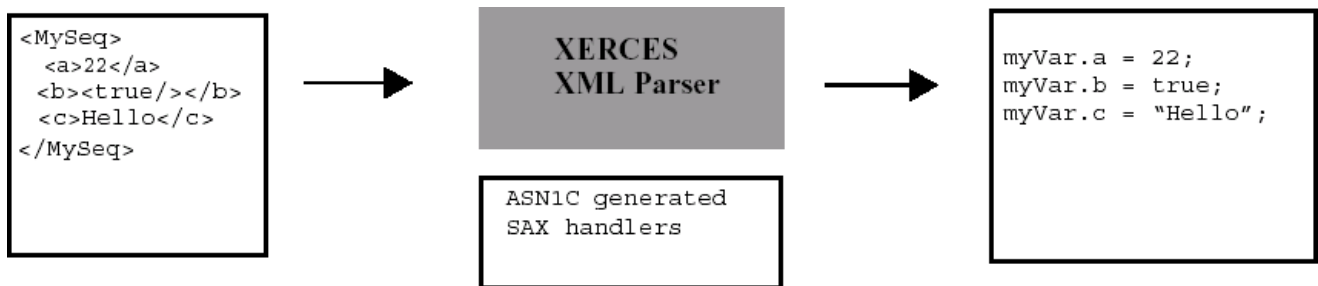 <MySeq>
<a>22</a>
<b><true/></b>
<c>Hello</c>
</MySeq>
XERCES
XML Parser
ASN1C generated
SAX handlers
myVar.a = 22;
myVar.b = true;
myVar.c = “Hello”;